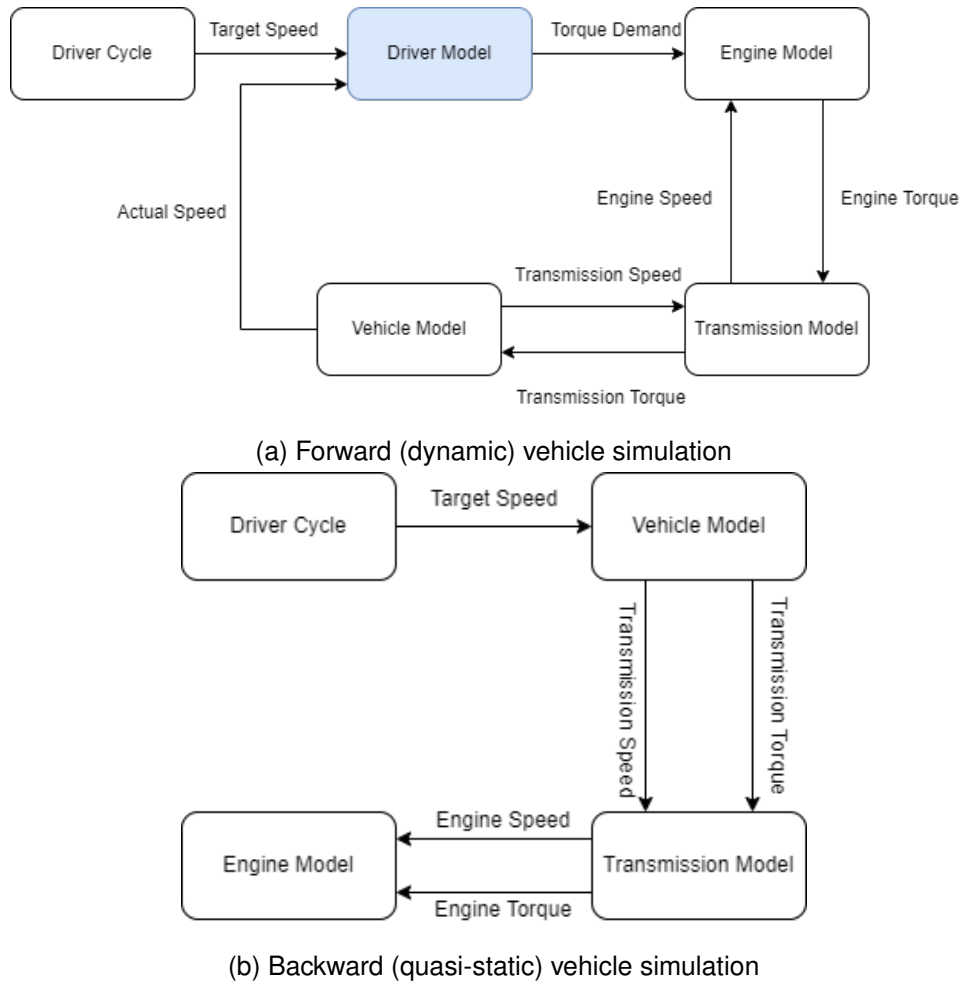 Target Speed
Torque Demand
Driver Cycle
Driver Model
Engine Model
Actual Speed
Engine Speed
Engine Torque
Transmission Speed
Vehicle Model
Transmission Model
Transmission Torque
(a) Forward (dynamic) vehicle simulation
Target Speed
Driver Cycle
Vehicle Model
Transmission Speed
Transmission Torque
Engine Speed
Engine Model
Transmission Model
Engine Torque
(b) Backward (quasi-static) vehicle simulation